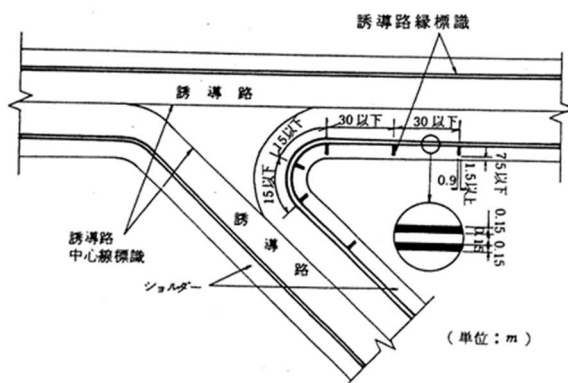 誘導路縁標識
誘導路
30以下
30以下
15以下
15以下
7.5以下
0.9
1.5以上
0.15
0.15
0.15
誘導路
誘導路
中心線標識
ショルダー
(単位：m)